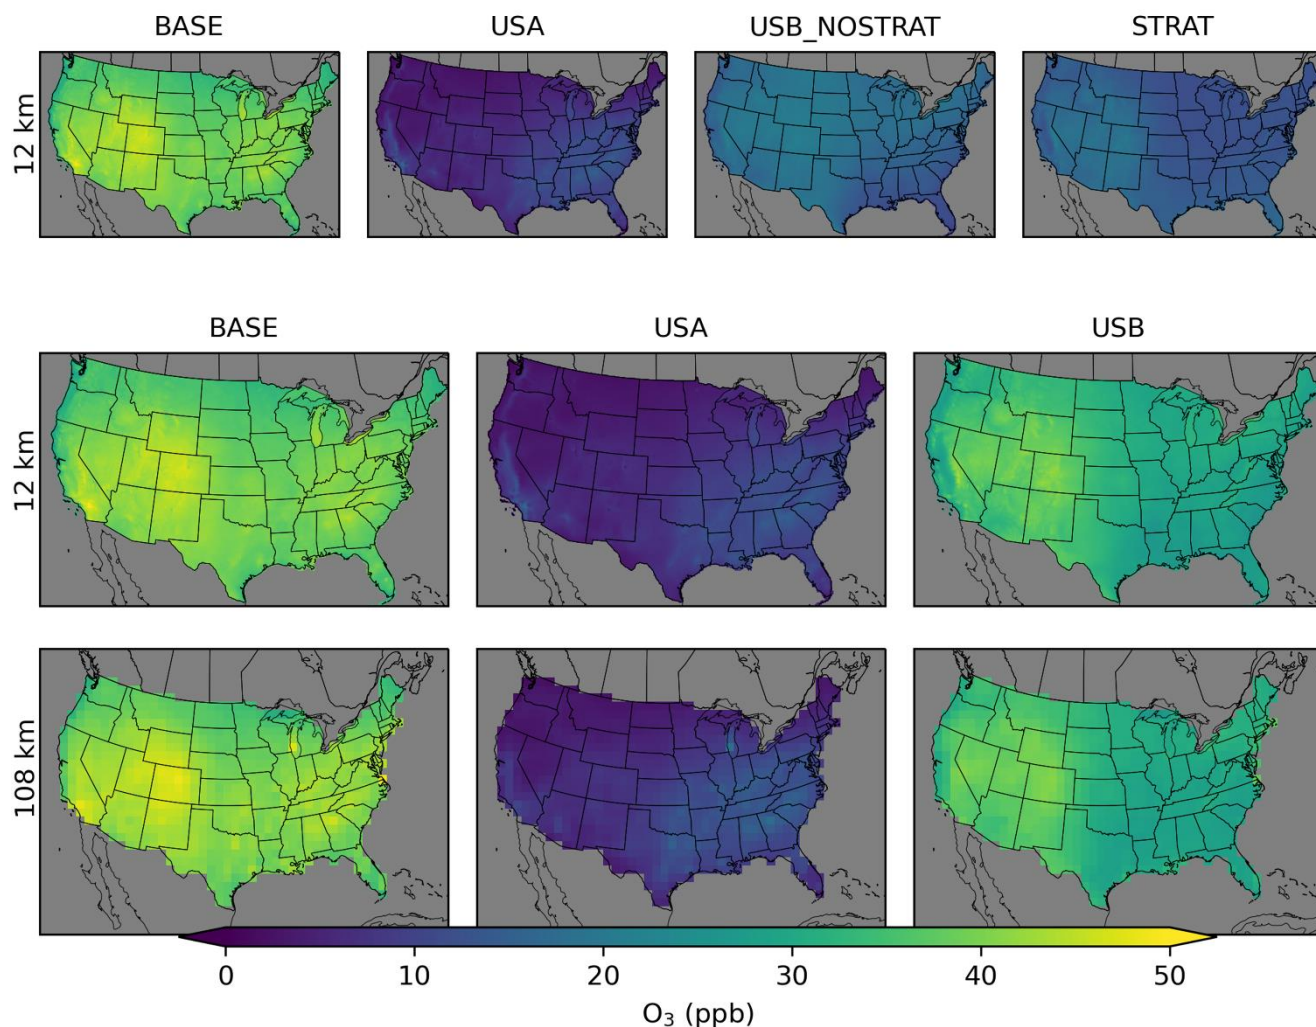 BASE USA USB_NOSTRAT STRAT
12 km
BASE USA USB
12 km
108 km
0 10 20 30 40 50
O₃ (ppb)